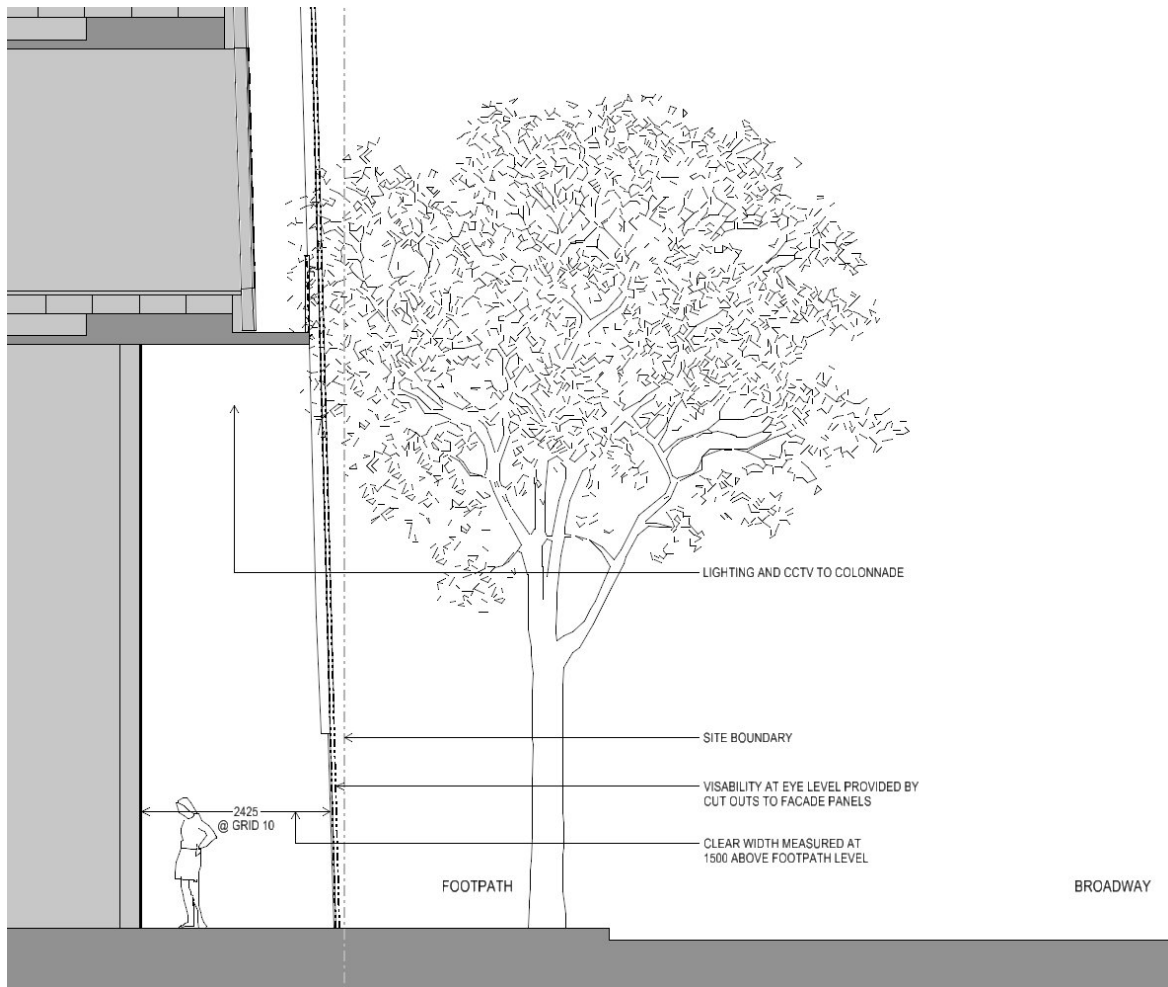 LIGHTING AND CCTV TO COLONNADE
SITE BOUNDARY
VISABILITY AT EYE LEVEL PROVIDED BY
CUT OUTS TO FACADE PANELS
2425
@ GRID 10
CLEAR WIDTH MEASURED AT
1500 ABOVE FOOTPATH LEVEL
FOOTPATH
BROADWAY